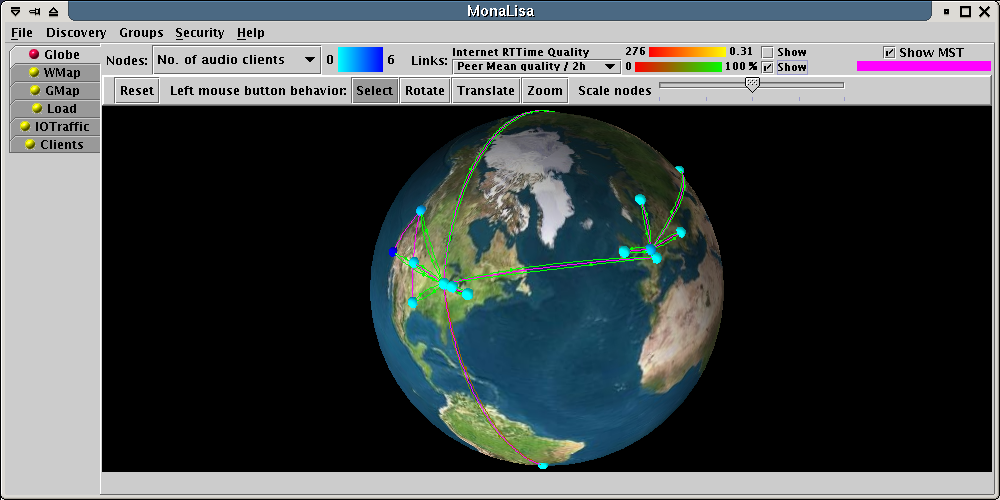 MonaLisa
File Discovery Groups Security Help
Globe
WMap
GMap
Load
IOTraffic
Clients
Nodes: No. of audio clients 0 6 Links: Internet RTTime Quality 276 0.31 Show Show MST
Peer Mean quality / 2h 0 100 % Show
Reset Left mouse button behavior: Select Rotate Translate Zoom Scale nodes